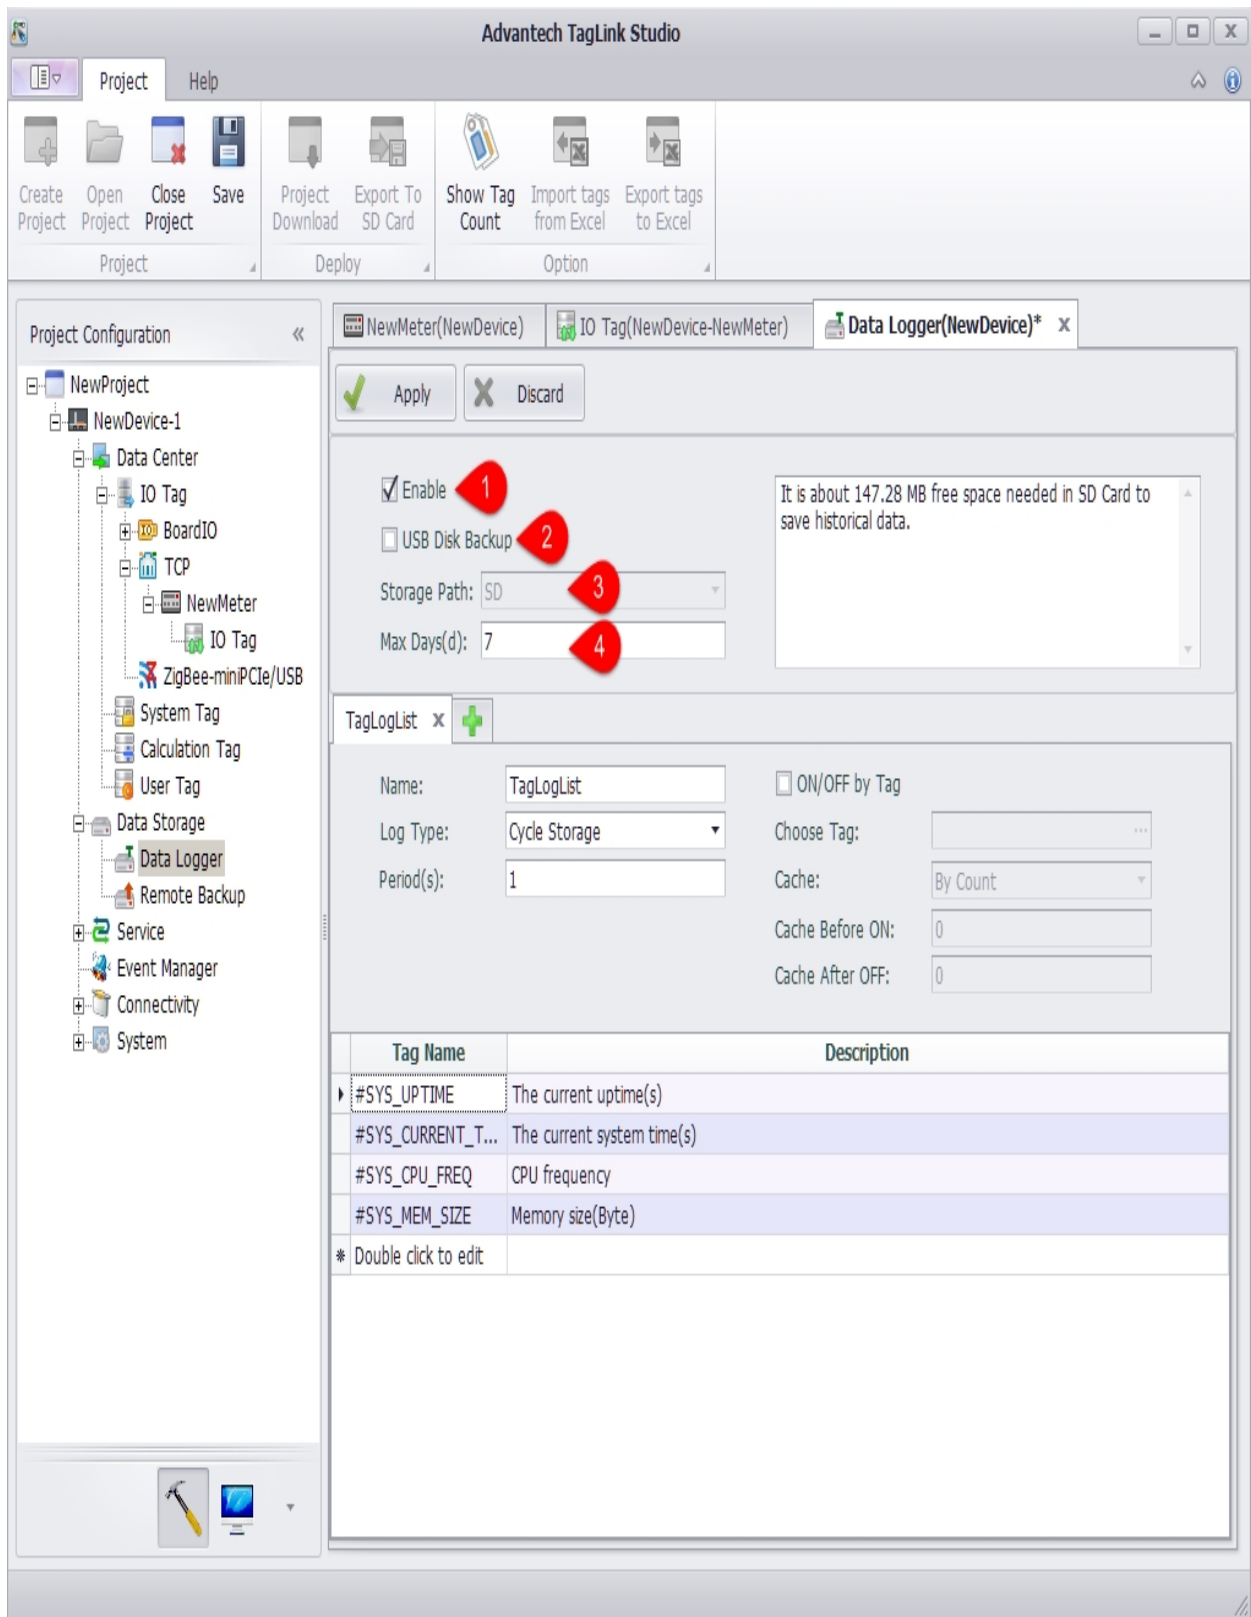 Advantech TagLink Studio
Project Help
Create Project
Open Project
Close Project
Save
Project Download
Export To SD Card
Show Tag Count
Import tags from Excel
Export tags to Excel
Project
Deploy
Option
Project Configuration
NewProject
NewDevice-1
Data Center
IO Tag
BoardIO
TCP
NewMeter
IO Tag
ZigBee-miniPCIe/USB
System Tag
Calculation Tag
User Tag
Data Storage
Data Logger
Remote Backup
Service
Event Manager
Connectivity
System
NewMeter(NewDevice)
IO Tag(NewDevice-NewMeter)
Data Logger(NewDevice)* x
Apply
Discard
Enable 1
USB Disk Backup 2
Storage Path: SD 3
Max Days(d): 7 4
It is about 147.28 MB free space needed in SD Card to
save historical data.
TagLogList x
Name: TagLogList
Log Type: Cycle Storage
Period(s): 1
ON/OFF by Tag
Choose Tag: ...
Cache: By Count
Cache Before ON: 0
Cache After OFF: 0
Tag Name Description
#SYS_UPTIME The current uptime(s)
#SYS_CURRENT_T... The current system time(s)
#SYS_CPU_FREQ CPU frequency
#SYS_MEM_SIZE Memory size(Byte)
* Double click to edit